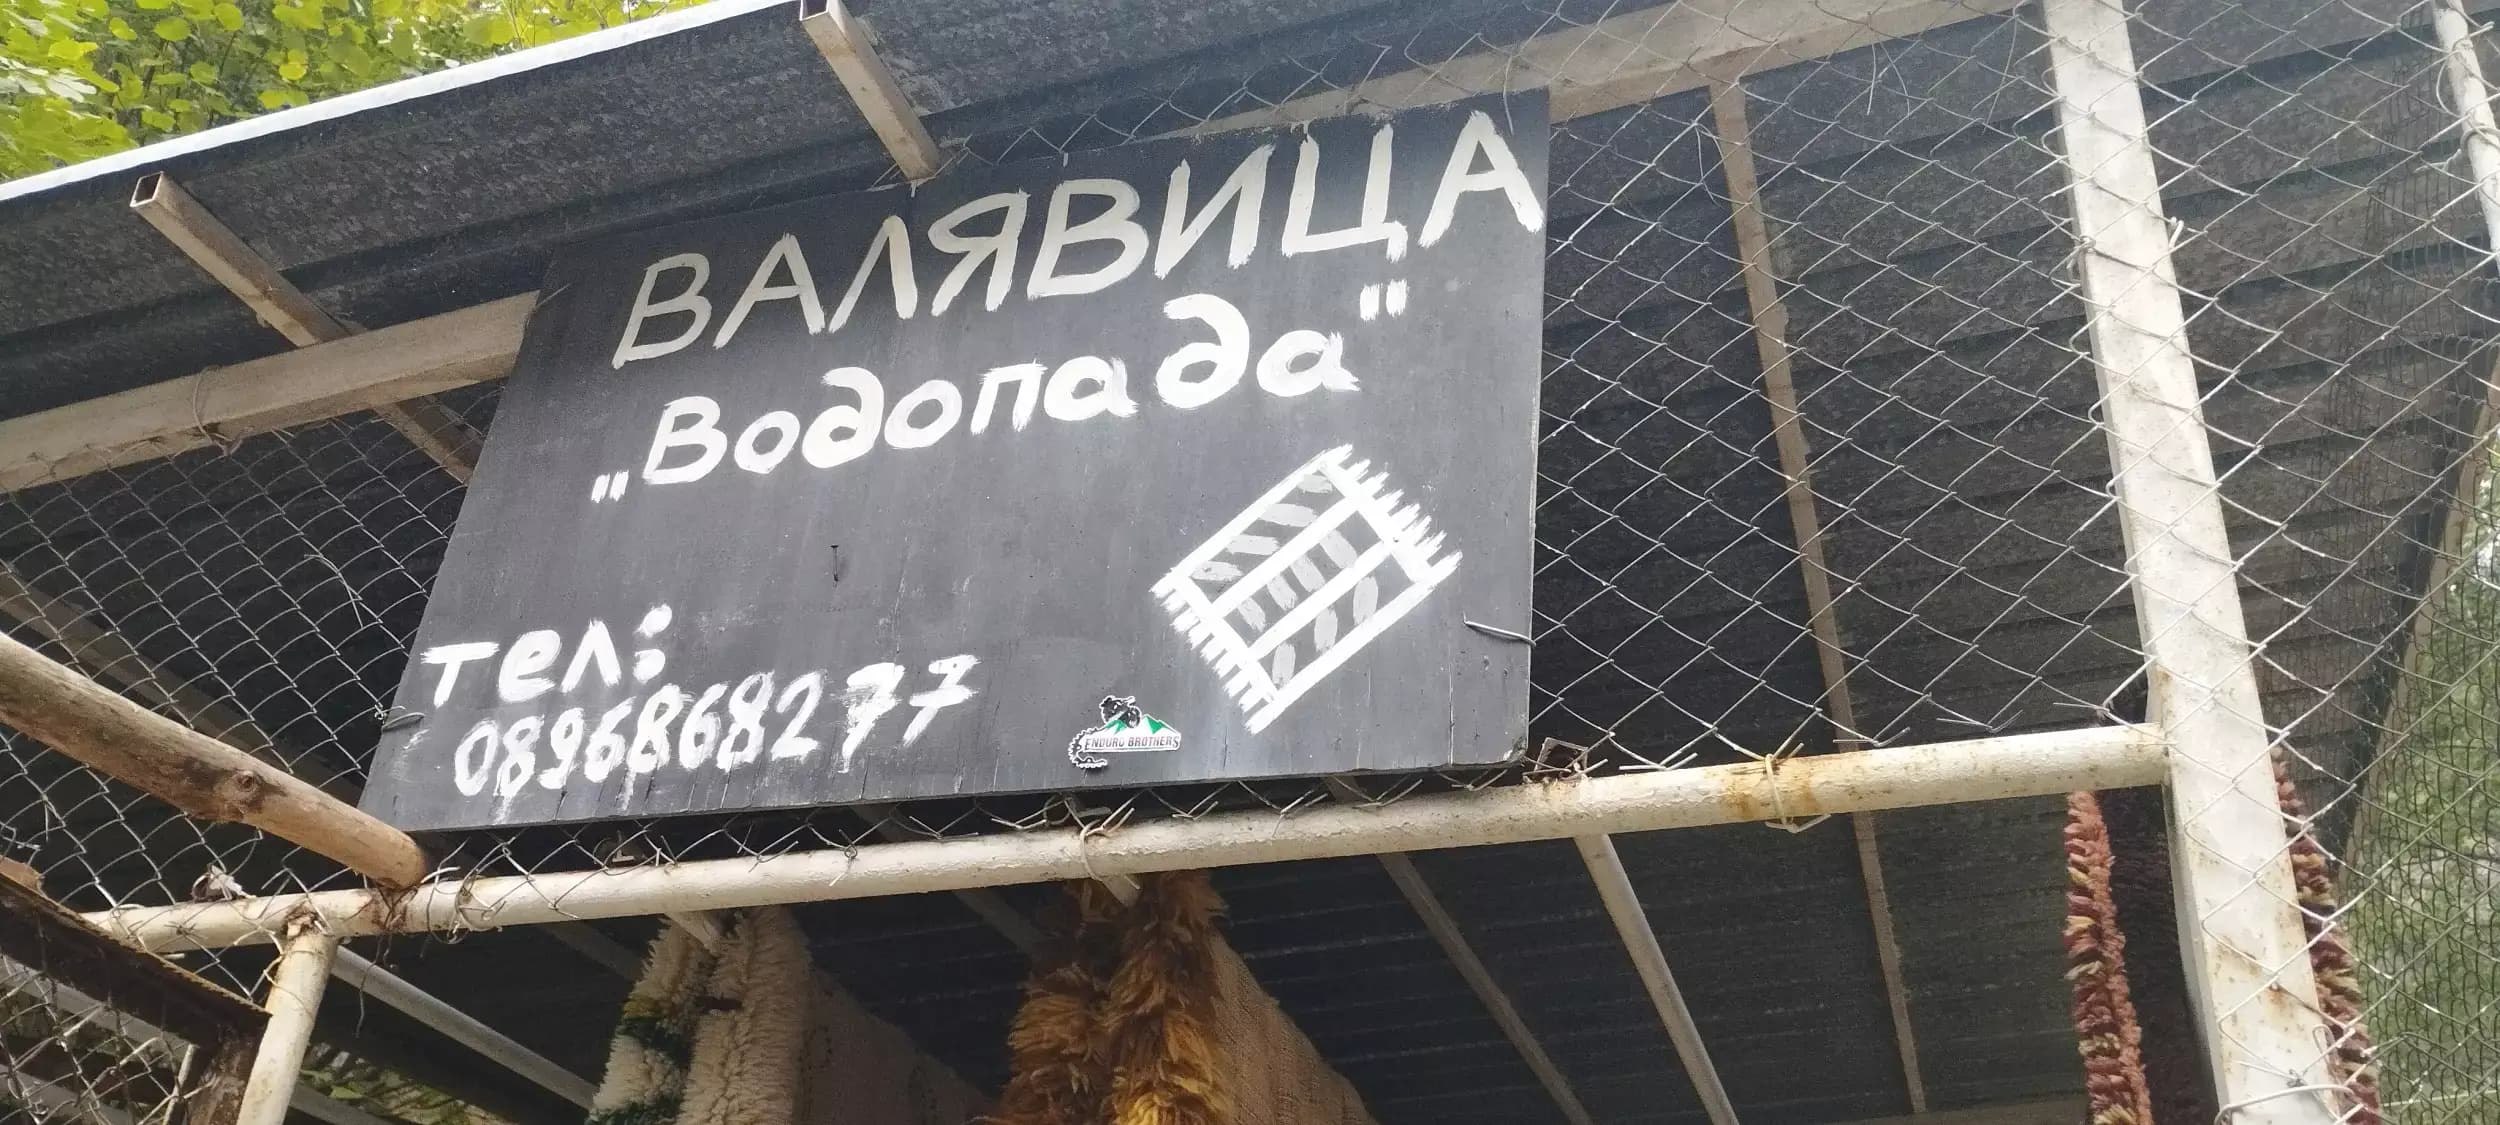 ВАЛЯВИЦА
„Водопада"
тел:
0896868277
ENDURO BROTHERS